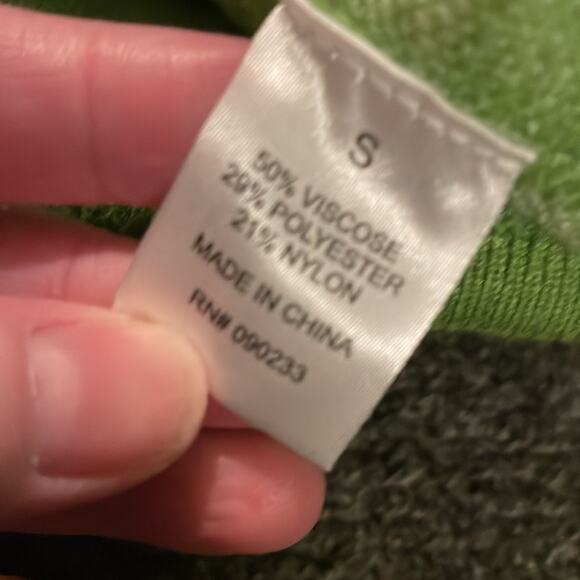 S
50% VISCOSE
29% POLYESTER
21% NYLON
MADE IN CHINA
RN# 090233